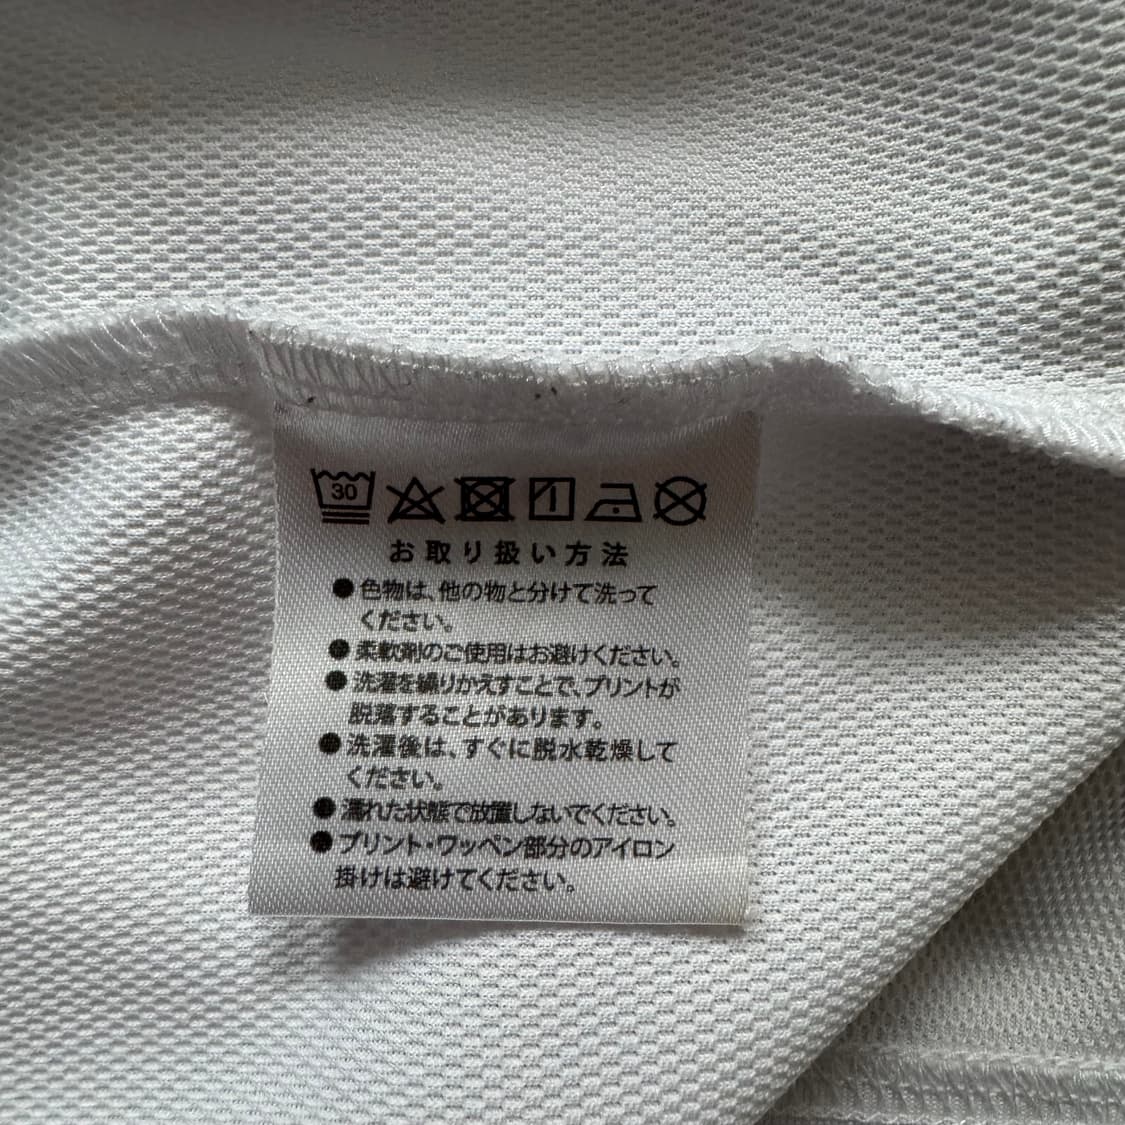 30
お取り扱い方法
●色物は、他の物と分けて洗って
ください。
●柔軟剤のご使用はお避けください。
●洗濯を繰りかえすことで、プリントが
脱落することがあります。
●洗濯後は、すぐに脱水乾燥して
ください。
●濡れた状態で放置しないでください。
●プリント・ワッペン部分のアイロン
掛けは避けてください。